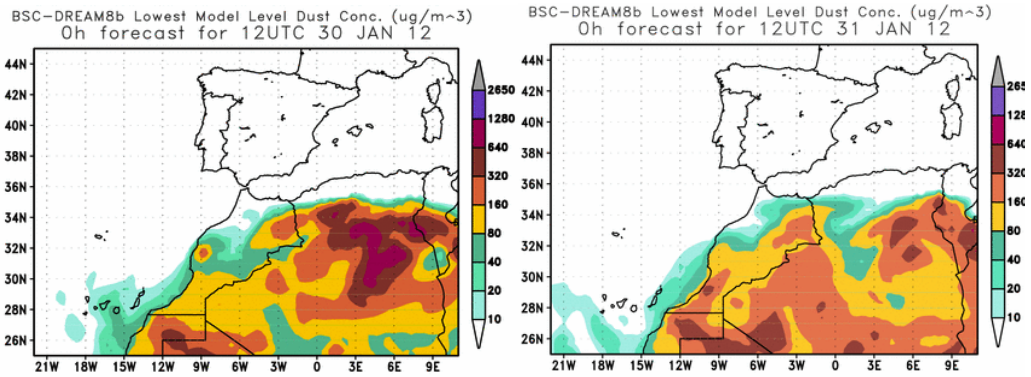 BSC-DREAM8b Lowest Model Level Dust Conc. (ug/m^3)
0h forecast for 12UTC 30 JAN 12
44N
42N
40N
38N
36N
34N
32N
30N
28N
26N
21W 18W 15W 12W 9W 6W 3W 0 3E 6E 9E
2650
1280
640
320
160
80
40
20
10
BSC-DREAM8b Lowest Model Level Dust Conc. (ug/m^3)
0h forecast for 12UTC 31 JAN 12
44N
42N
40N
38N
36N
34N
32N
30N
28N
26N
21W 18W 15W 12W 9W 6W 3W 0 3E 6E 9E
265
128
640
320
160
80
40
20
10